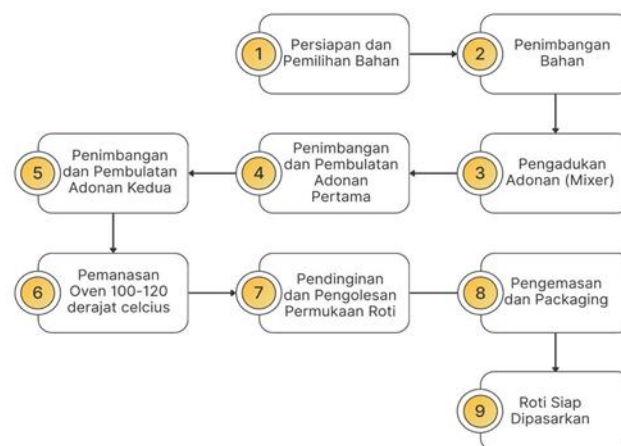 1
Persiapan dan
Pemilihan Bahan
2
Penimbangan
Bahan
3
Pengadukan
Adonan (Mixer)
4
Penimbangan
dan Pembulatan
Adonan
Pertama
5
Penimbangan
dan Pembulatan
Adonan Kedua
6
Pemanasan
Oven 100-120
derajat celcius
7
Pendinginan
dan Pengolesan
Permukaan Roti
8
Pengemasan
dan Packaging
9
Roti Siap
Dipasarkan